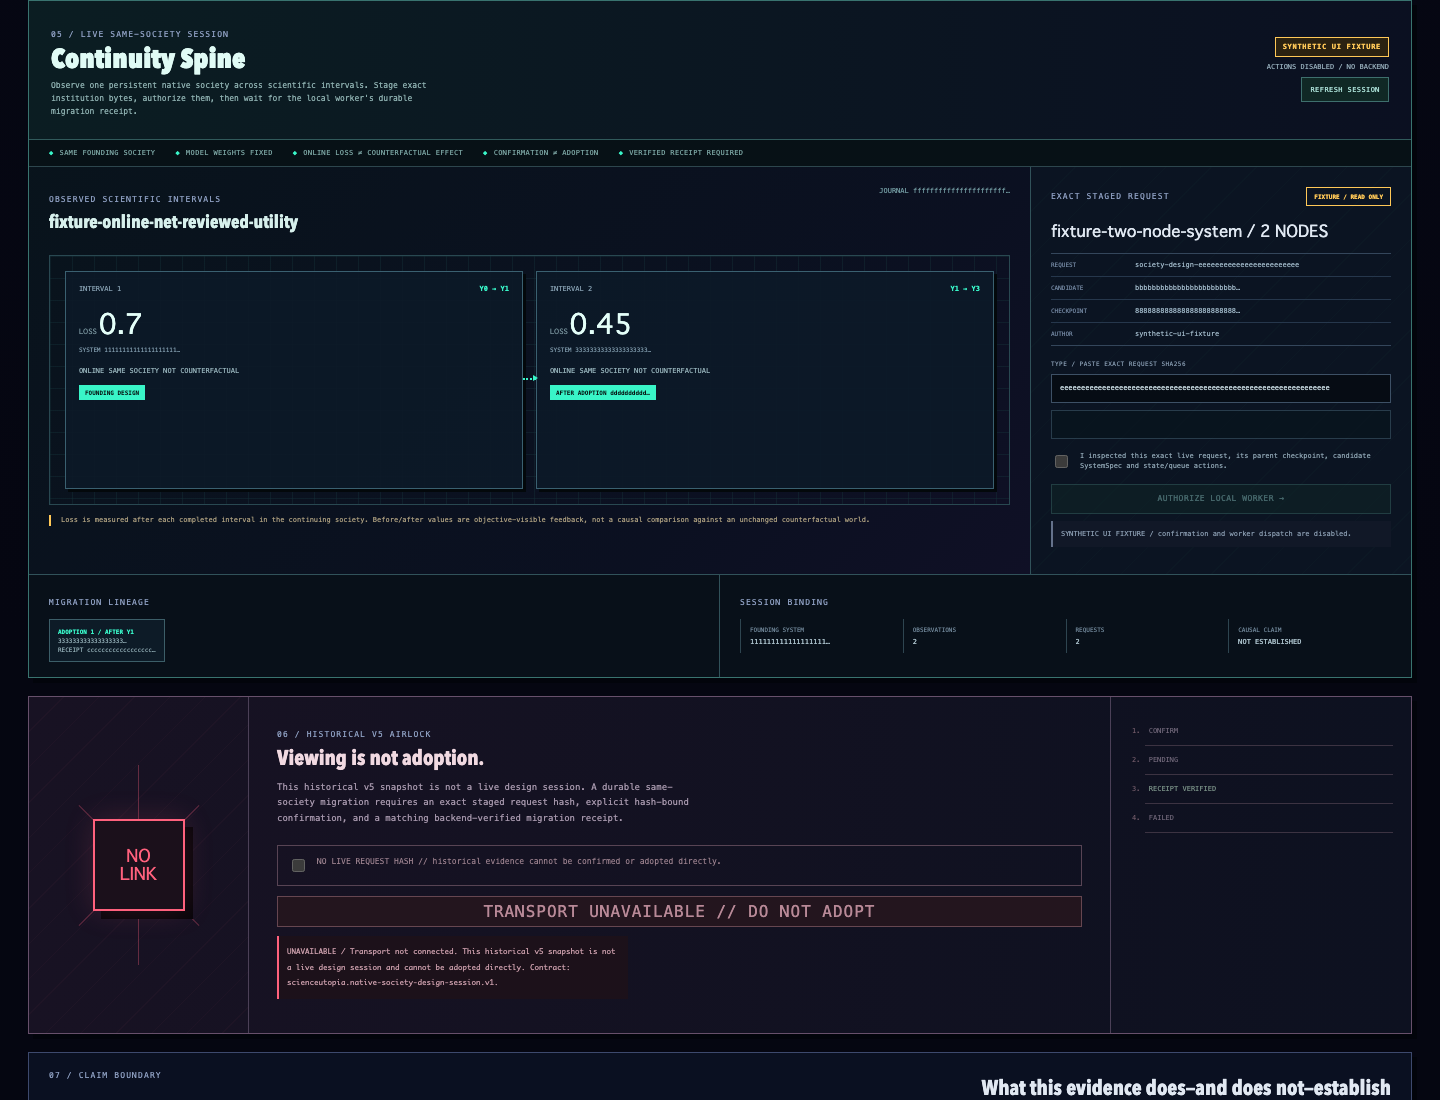 05 / LIVE SAME-SOCIETY SESSION
Continuity Spine
Observe one persistent native society across scientific intervals. Stage exact
institution bytes, authorize them, then wait for the local worker's durable
migration receipt.
SYNTHETIC UI FIXTURE
ACTIONS DISABLED / NO BACKEND
REFRESH SESSION
◆ SAME FOUNDING SOCIETY ◆ MODEL WEIGHTS FIXED ◆ ONLINE LOSS ≠ COUNTERFACTUAL EFFECT ◆ CONFIRMATION ≠ ADOPTION ◆ VERIFIED RECEIPT REQUIRED
OBSERVED SCIENTIFIC INTERVALS
fixture-online-net-reviewed-utility
JOURNAL ffffffffffffffffffffff…
INTERVAL 1 Y0 → Y1
LOSS 0.7
SYSTEM 111111111111111111…
ONLINE SAME SOCIETY NOT COUNTERFACTUAL
FOUNDING DESIGN
INTERVAL 2 Y1 → Y3
LOSS 0.45
SYSTEM 333333333333333333…
ONLINE SAME SOCIETY NOT COUNTERFACTUAL
AFTER ADOPTION dddddddddd…
Loss is measured after each completed interval in the continuing society. Before/after values are objective-visible feedback, not a causal comparison against an unchanged counterfactual world.
EXACT STAGED REQUEST
FIXTURE / READ ONLY
fixture-two-node-system / 2 NODES
REQUEST society-design-eeeeeeeeeeeeeeeeeeeeeeee
CANDIDATE bbbbbbbbbbbbbbbbbbbbbbbb…
CHECKPOINT 888888888888888888888888…
AUTHOR synthetic-ui-fixture
TYPE / PASTE EXACT REQUEST SHA256
eeeeeeeeeeeeeeeeeeeeeeeeeeeeeeeeeeeeeeeeeeeeeeeeeeeeeeeeeeeeeeee
I inspected this exact live request, its parent checkpoint, candidate
SystemSpec and state/queue actions.
AUTHORIZE LOCAL WORKER →
SYNTHETIC UI FIXTURE / confirmation and worker dispatch are disabled.
MIGRATION LINEAGE
ADOPTION 1 / AFTER Y1
333333333333333333…
RECEIPT cccccccccccccccccc…
SESSION BINDING
FOUNDING SYSTEM
111111111111111111…
OBSERVATIONS
2
REQUESTS
2
CAUSAL CLAIM
NOT ESTABLISHED
NO
LINK
06 / HISTORICAL V5 AIRLOCK
Viewing is not adoption.
This historical v5 snapshot is not a live design session. A durable same-
society migration requires an exact staged request hash, explicit hash-bound
confirmation, and a matching backend-verified migration receipt.
NO LIVE REQUEST HASH // historical evidence cannot be confirmed or adopted directly.
TRANSPORT UNAVAILABLE // DO NOT ADOPT
UNAVAILABLE / Transport not connected. This historical v5 snapshot is not
a live design session and cannot be adopted directly. Contract:
scienceutopia.native-society-design-session.v1.
1. CONFIRM
2. PENDING
3. RECEIPT VERIFIED
4. FAILED
07 / CLAIM BOUNDARY
What this evidence does—and does not—establish